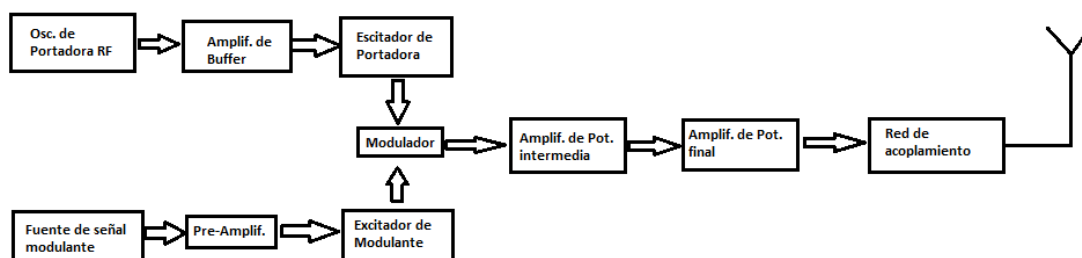 Osc. de
Portadora RF
Amplif. de
Buffer
Escitador de
Portadora
Modulador
Amplif. de Pot.
intermedia
Amplif. de Pot.
final
Red de
acoplamiento
Fuente de señal
modulante
Pre-Amplif.
Excitador de
Modulante